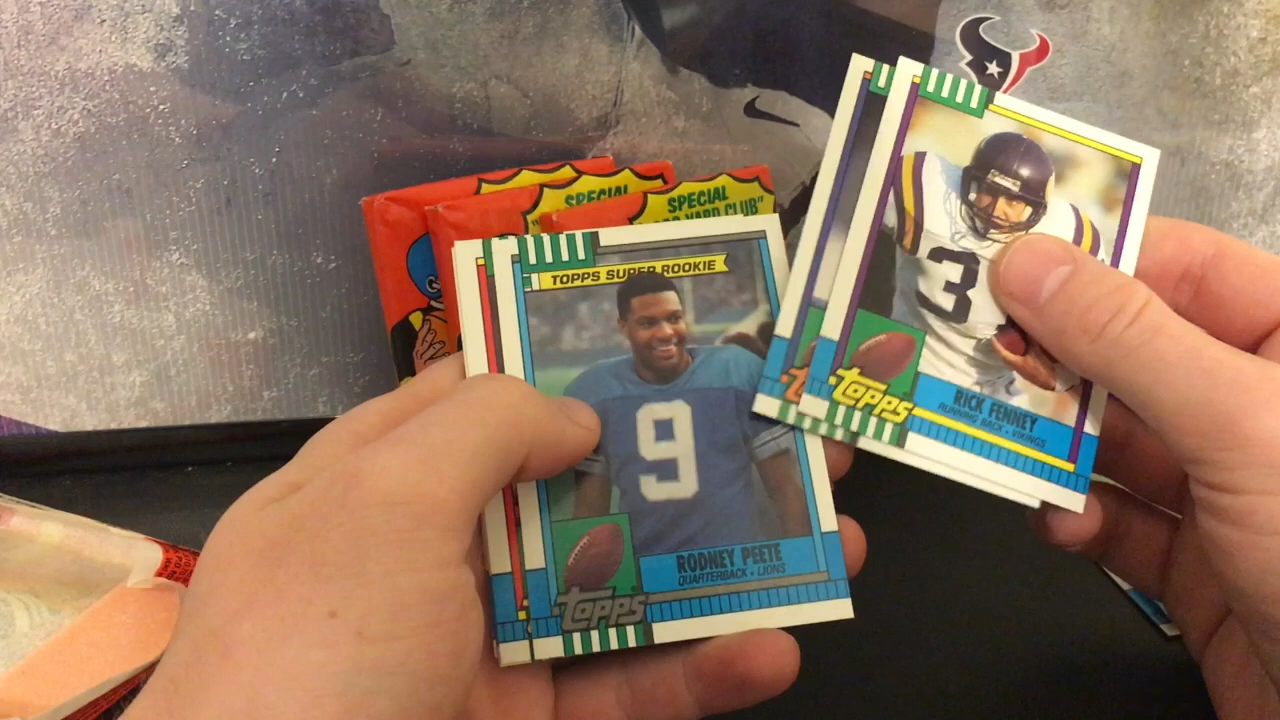 SPECIAL
SPECIAL
YARD CLUB"
TOPPS SUPER ROOKIE
9
RODNEY PEETE
QUARTERBACK • LIONS
TOPPS
3
RICK FENNEY
RUNNING BACK • VIKINGS
TOPPS